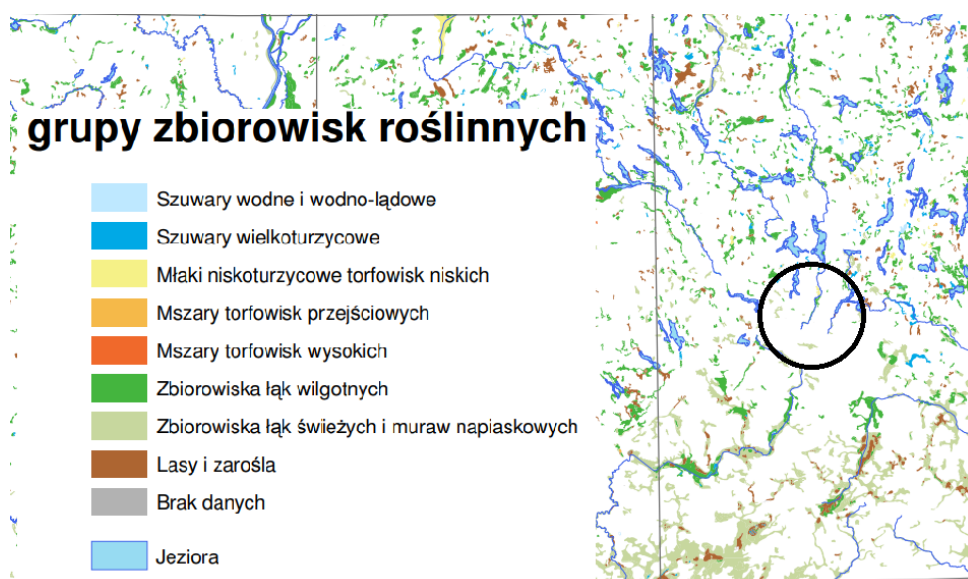 grupy zbiorowisk roślinnych
Szuwary wodne i wodno-lądowe
Szuwary wielkoturzycowe
Młaki niskoturzycowe torfowisk niskich
Mszary torfowisk przejściowych
Mszary torfowisk wysokich
Zbiorowiska łąk wilgotnych
Zbiorowiska łąk świeżych i muraw napiaskowych
Lasy i zarośla
Brak danych
Jeziora